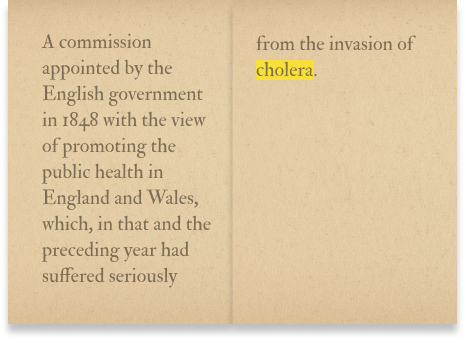 A commission
appointed by the
English government
in 1848 with the view
of promoting the
public health in
England and Wales,
which, in that and the
preceding year had
suffered seriously
from the invasion of
cholera.